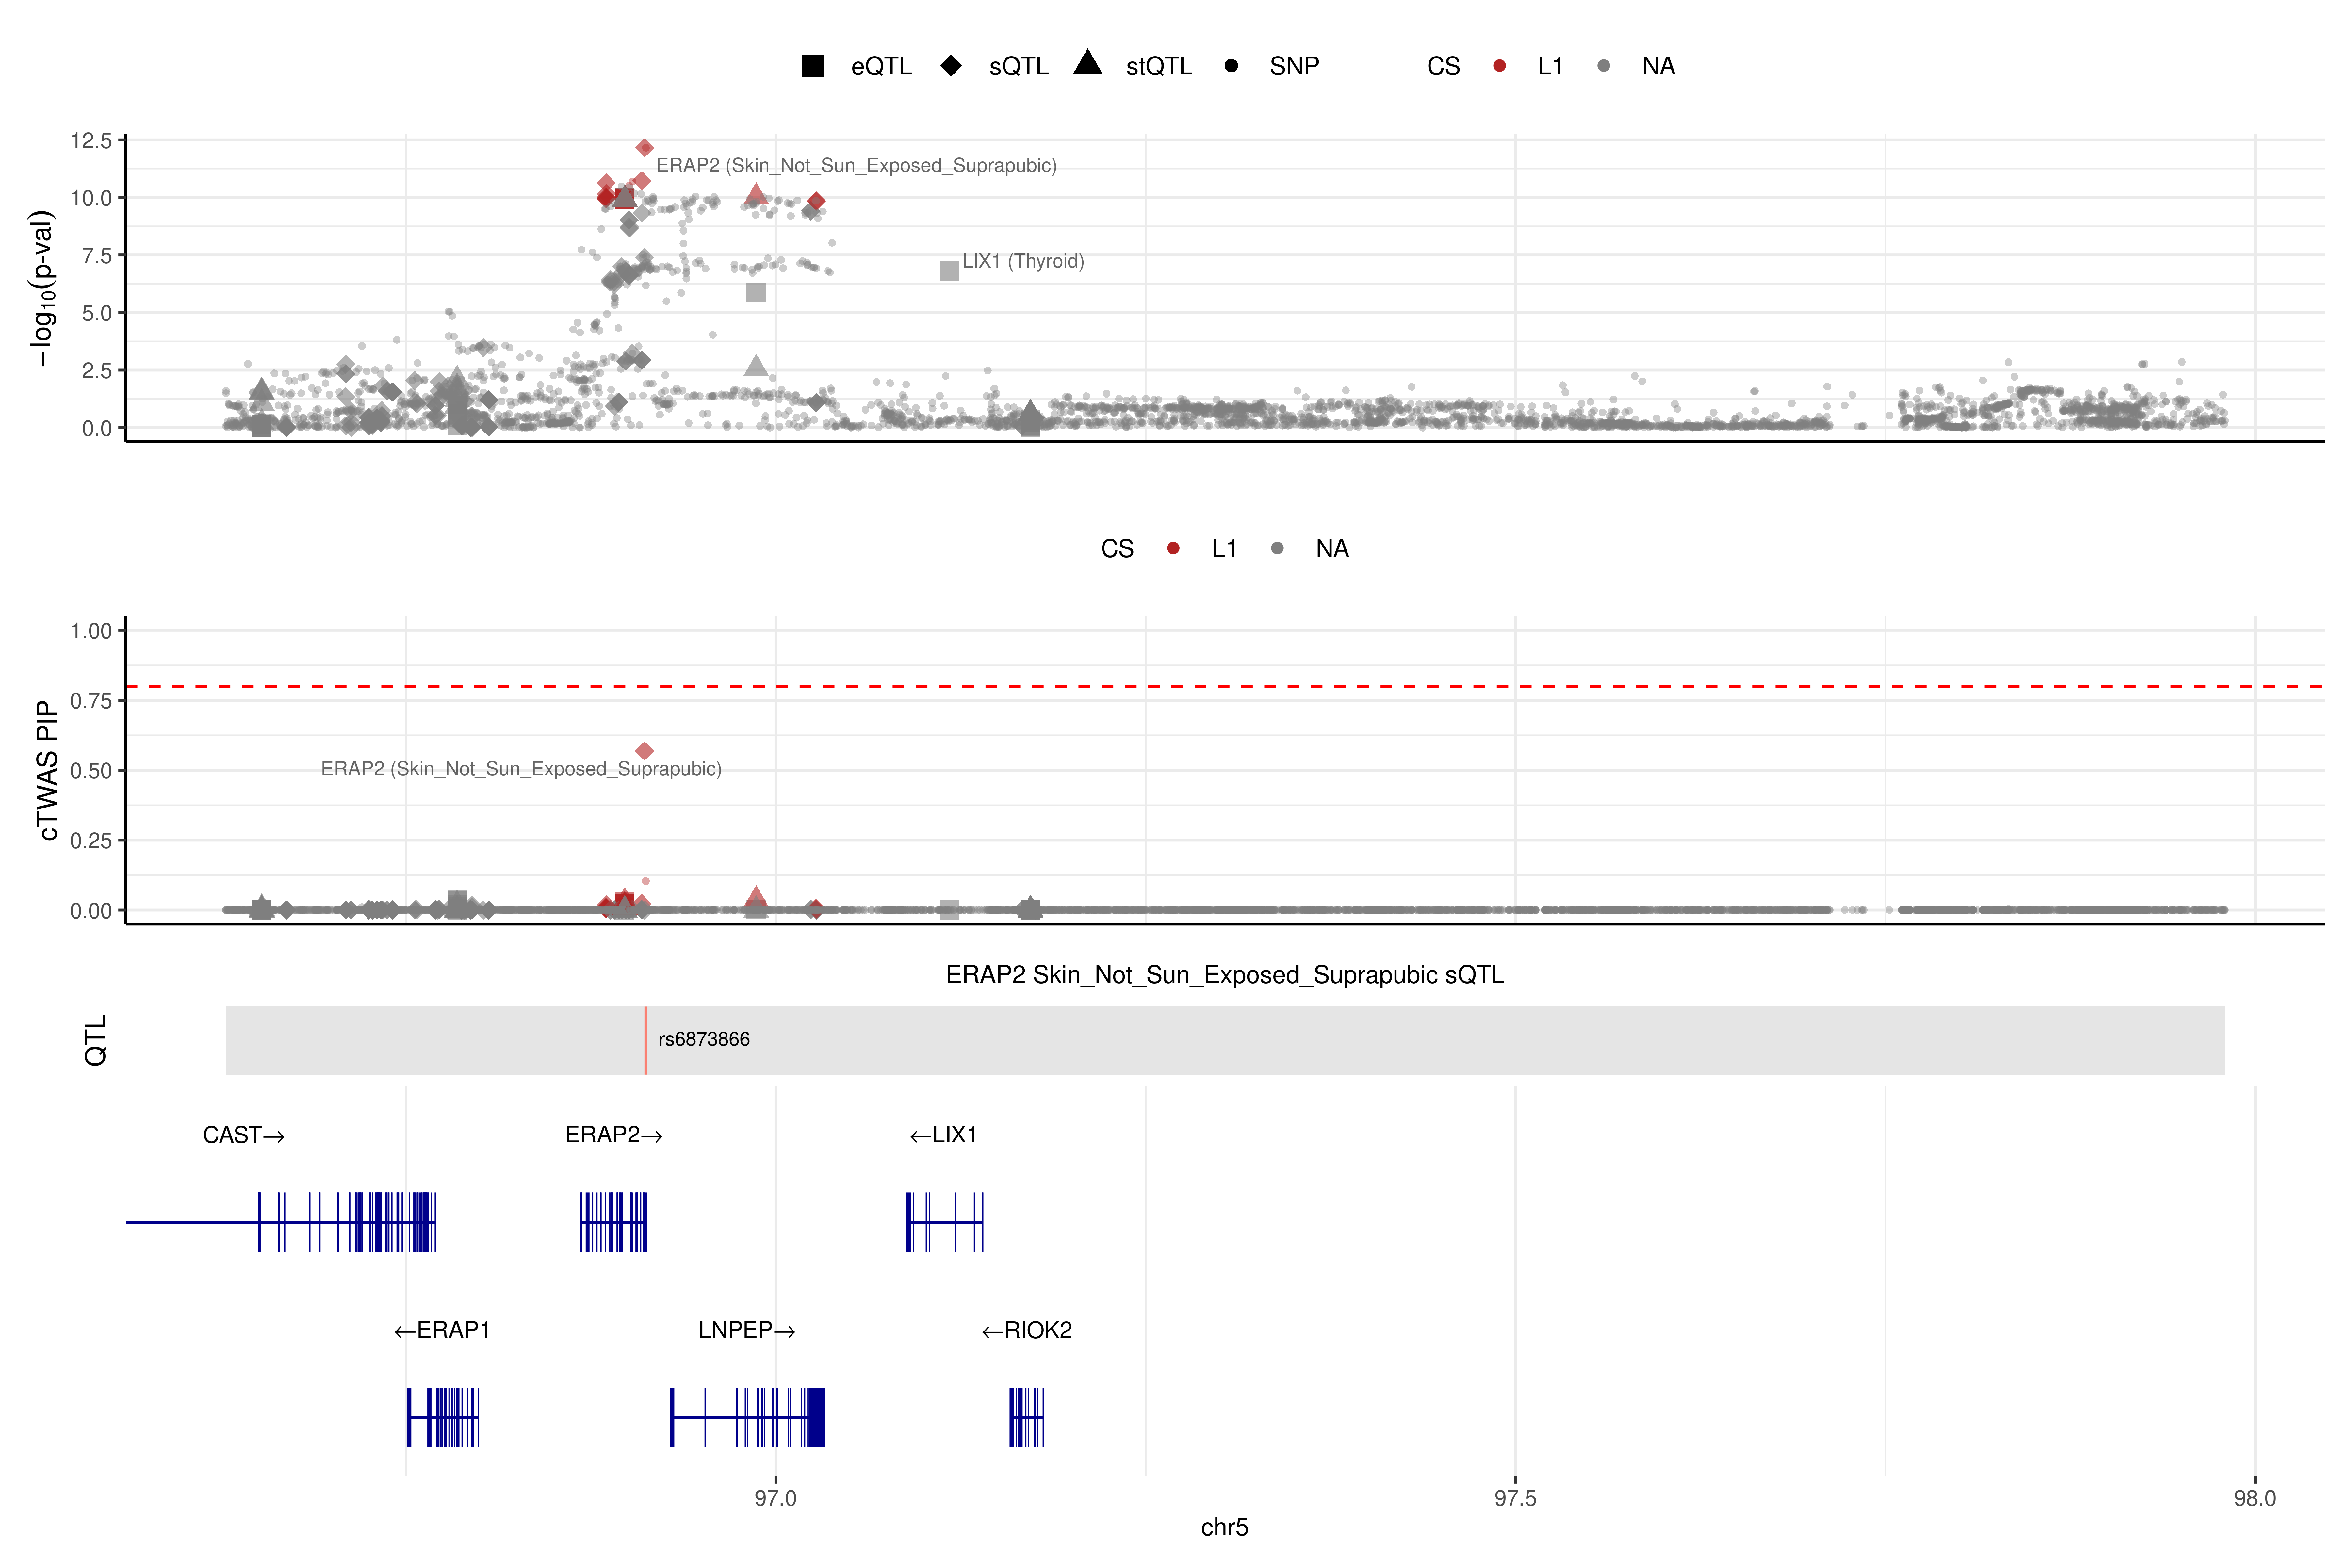 eQTL sQTL stQTL SNP CS L1 NA
12.5
10.0
7.5
5.0
2.5
0.0
−log10(p-val)
ERAP2 (Skin_Not_Sun_Exposed_Suprapubic)
LIX1 (Thyroid)
CS L1 NA
1.00
0.75
0.50
0.25
0.00
cTWAS PIP
ERAP2 (Skin_Not_Sun_Exposed_Suprapubic)
ERAP2 Skin_Not_Sun_Exposed_Suprapubic sQTL
QTL
rs6873866
CAST→ ERAP2→ ←LIX1
←ERAP1 LNPEP→ ←RIOK2
97.0 97.5 98.0
chr5